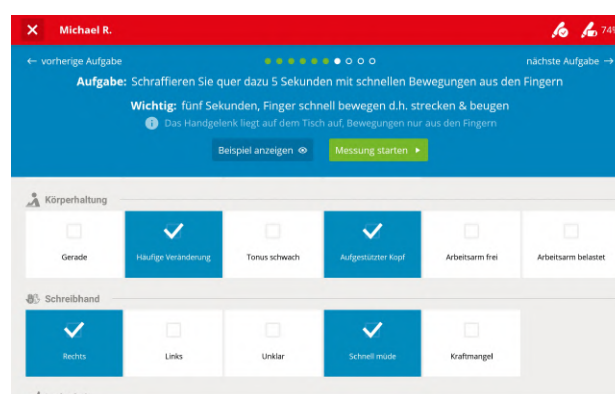 Michael R.
74%
← vorherige Aufgabe
nächste Aufgabe →
Aufgabe: Schraffieren Sie quer dazu 5 Sekunden mit schnellen Bewegungen aus den Fingern
Wichtig: fünf Sekunden, Finger schnell bewegen d.h. strecken & beugen
Das Handgelenk liegt auf dem Tisch auf, Bewegungen nur aus den Fingern
Beispiel anzeigen
Messung starten
Körperhaltung
Gerade
Häufige Veränderung
Tonus schwach
Aufgestützter Kopf
Arbeitsarm frei
Arbeitsarm belastet
Schreibhand
Rechts
Links
Unklar
Schnell müde
Kraftmangel